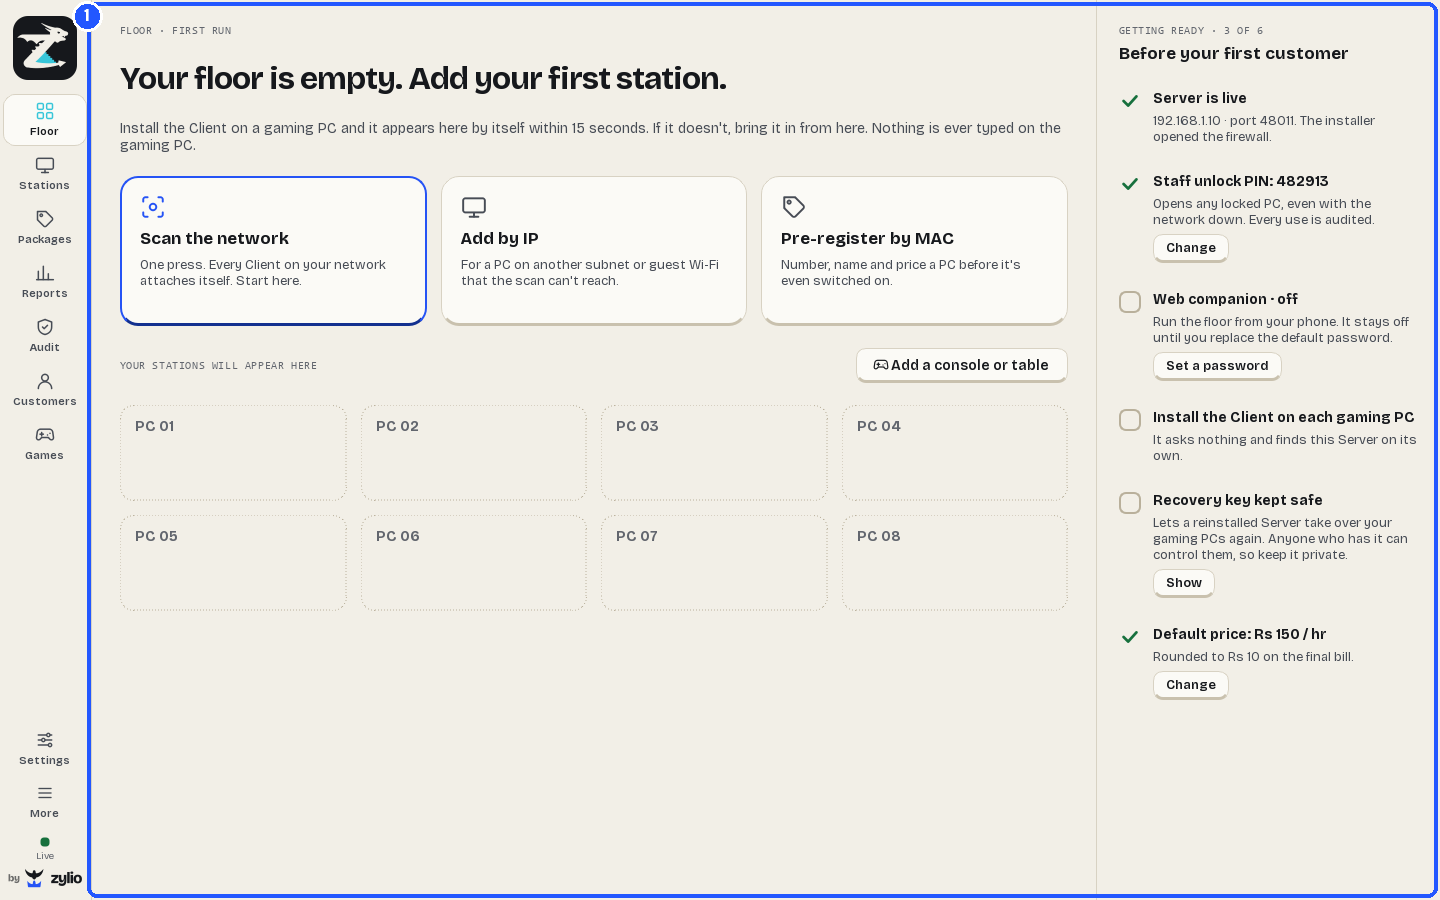 1
Floor
Stations
Packages
Reports
Audit
Customers
Games
Settings
More
Live
by zylio
FLOOR · FIRST RUN
Your floor is empty. Add your first station.
Install the Client on a gaming PC and it appears here by itself within 15 seconds. If it doesn't, bring it in from here. Nothing is ever typed on the
gaming PC.
Scan the network
One press. Every Client on your network
attaches itself. Start here.
Add by IP
For a PC on another subnet or guest Wi-Fi
that the scan can't reach.
Pre-register by MAC
Number, name and price a PC before it's
even switched on.
YOUR STATIONS WILL APPEAR HERE
Add a console or table
PC 01
PC 02
PC 03
PC 04
PC 05
PC 06
PC 07
PC 08
GETTING READY · 3 OF 6
Before your first customer
Server is live
192.168.1.10 · port 48011. The installer
opened the firewall.
Staff unlock PIN: 482913
Opens any locked PC, even with the
network down. Every use is audited.
Change
Web companion · off
Run the floor from your phone. It stays off
until you replace the default password.
Set a password
Install the Client on each gaming PC
It asks nothing and finds this Server on its
own.
Recovery key kept safe
Lets a reinstalled Server take over your
gaming PCs again. Anyone who has it can
control them, so keep it private.
Show
Default price: Rs 150 / hr
Rounded to Rs 10 on the final bill.
Change